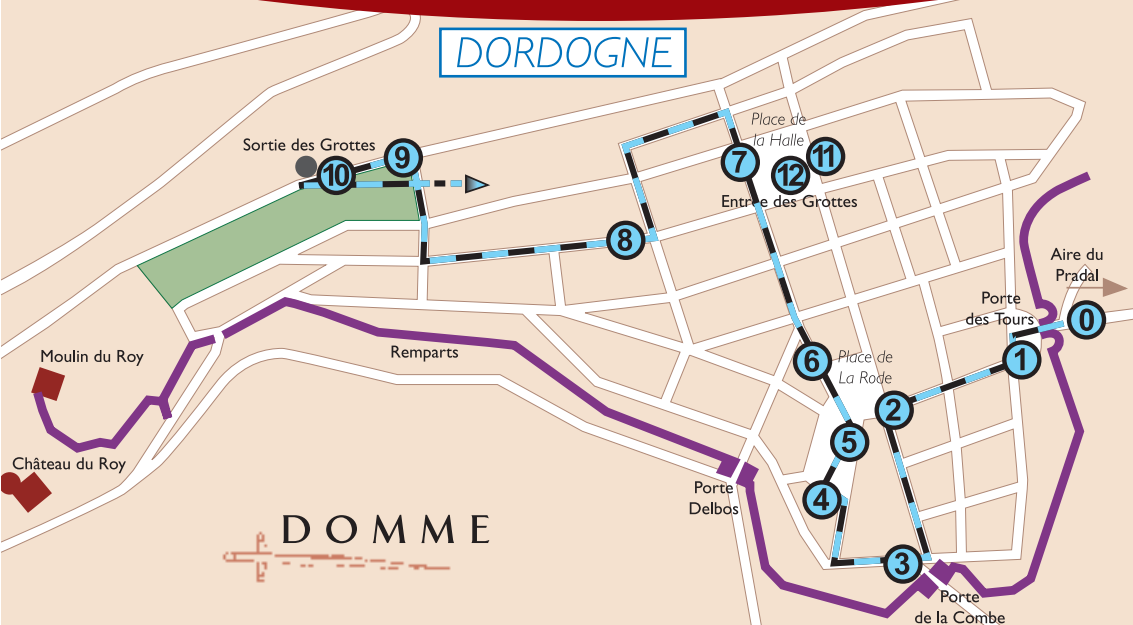 DORDOGNE
Place de
la Halle
7
11
12
Entrée des Grottes
Sortie des Grottes
9
10
8
Aire du
Pradal
Porte
des Tours
0
1
Moulin du Roy
Remparts
6
Place de
La Rode
2
5
Château du Roy
4
Porte
Delbos
DOMME
3
Porte
de la Combe